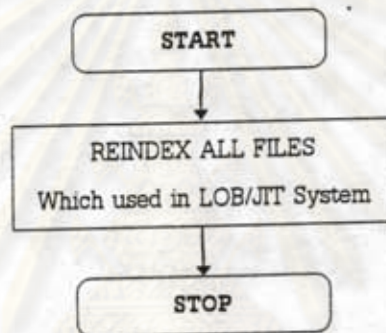 START
REINDEX ALL FILES
Which used in LOB/JIT System
STOP